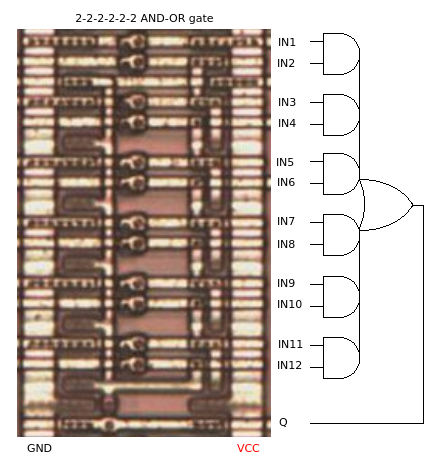 2-2-2-2-2-2 AND-OR gate
IN1
IN2
IN3
IN4
IN5
IN6
IN7
IN8
IN9
IN10
IN11
IN12
Q
GND VCC